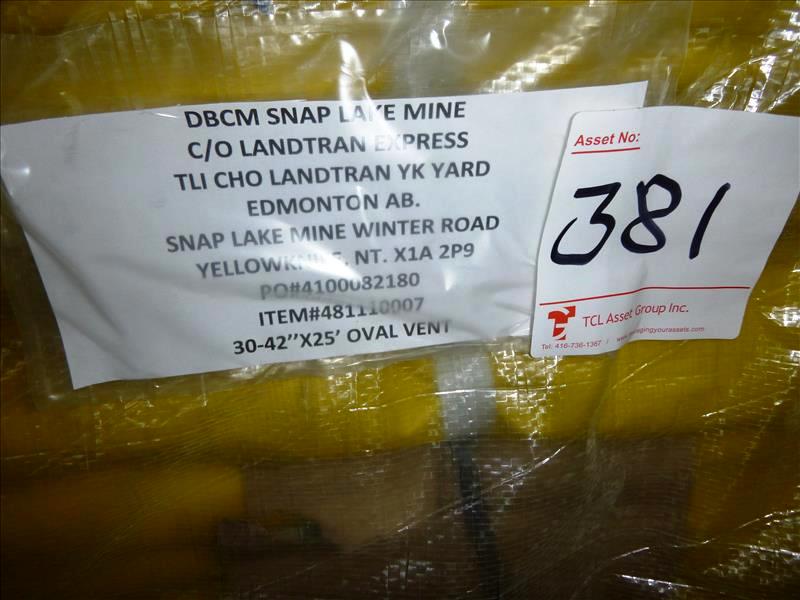 DBCM SNAP LAKE MINE
C/O LANDTRAN EXPRESS
TLI CHO LANDTRAN YK YARD
EDMONTON AB.
SNAP LAKE MINE WINTER ROAD
YELLOWKNIFE, NT. X1A 2P9
PO#4100082180
ITEM#481110007
30-42"X25' OVAL VENT
Asset No:
381
TCL Asset Group Inc.
Tel: 416-736-1367 /